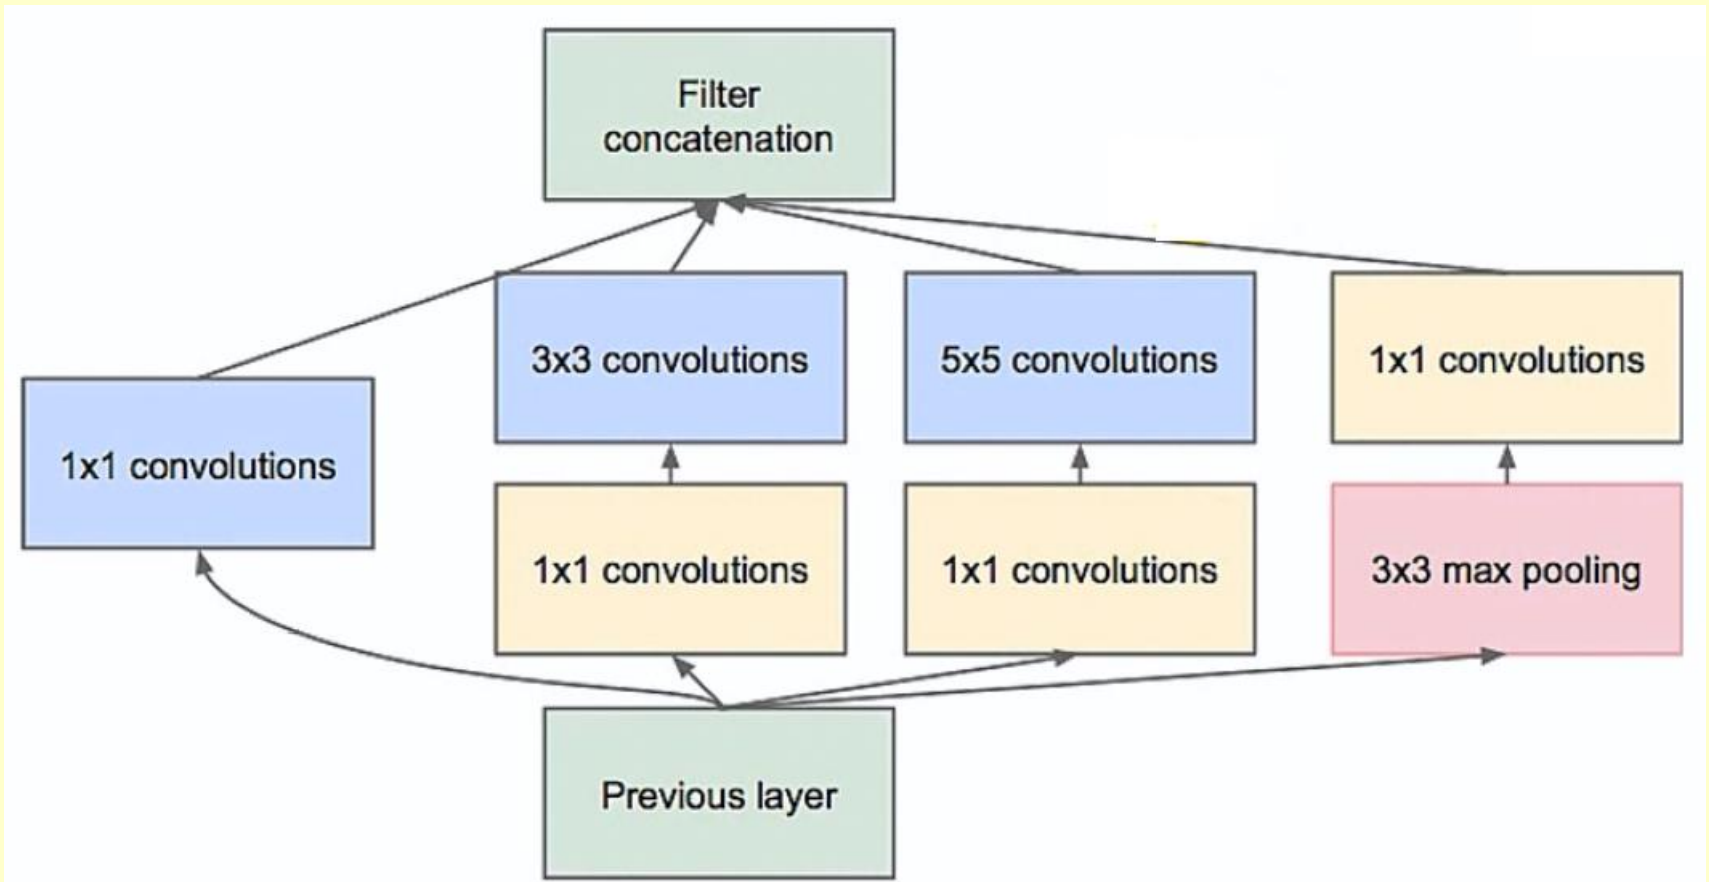 Filter
concatenation
3x3 convolutions
5x5 convolutions
1x1 convolutions
1x1 convolutions
1x1 convolutions
1x1 convolutions
3x3 max pooling
Previous layer